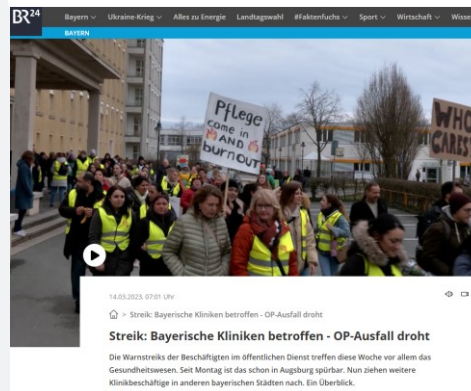 BR24
Bayern Ukraine-Krieg Alles zu Energie Landtagswahl #Faktenfuchs Sport Wirtschaft Wisse
BAYERN
Pflege
come in
AND
burnout
WHO
CARES
14.03.2023, 07:01 Uhr
> Streik: Bayerische Kliniken betroffen - OP-Ausfall droht
Streik: Bayerische Kliniken betroffen - OP-Ausfall droht
Die Warnstreiks der Beschäftigten im öffentlichen Dienst treffen diese Woche vor allem das
Gesundheitswesen. Seit Montag ist das schon in Augsburg spürbar. Nun ziehen weitere
Klinikbeschäftige in anderen bayerischen Städten nach. Ein Überblick.